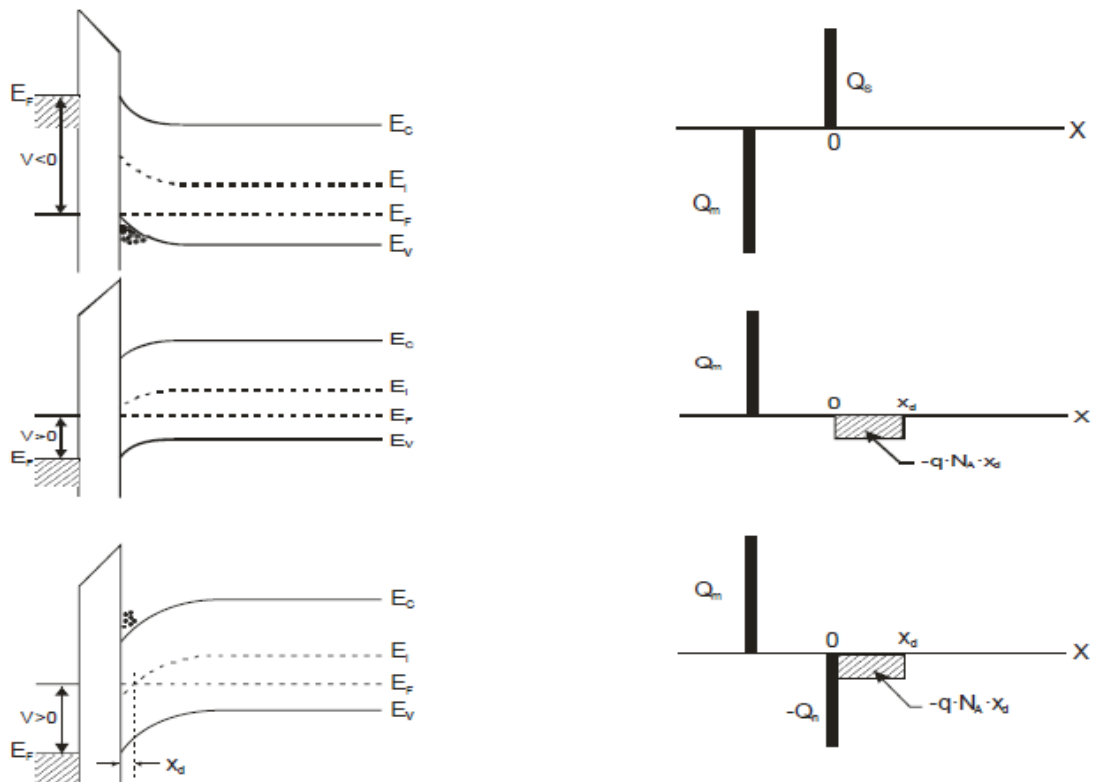 E_F
V<0
E_C
E_i
E_F
E_V
Q_s
X
0
Q_m
E_C
E_i
E_F
E_V
V>0
E_F
Q_m
0
x_d
X
-q·N_A·x_d
E_C
E_i
E_F
E_V
V>0
E_F
x_d
Q_m
0
x_d
X
-Q_n
-q·N_A·x_d